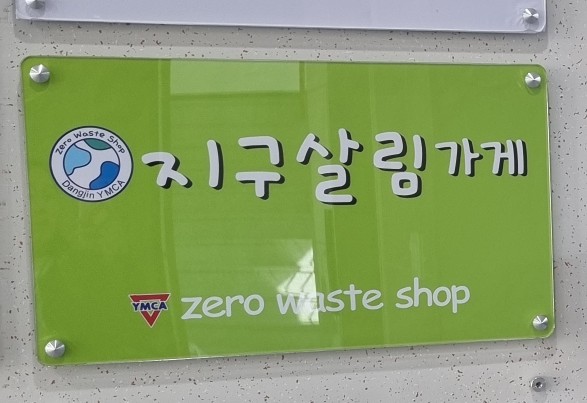 Zero Waste Shop
Dangjin YMCA
지구살림가게
YMCA
zero waste shop